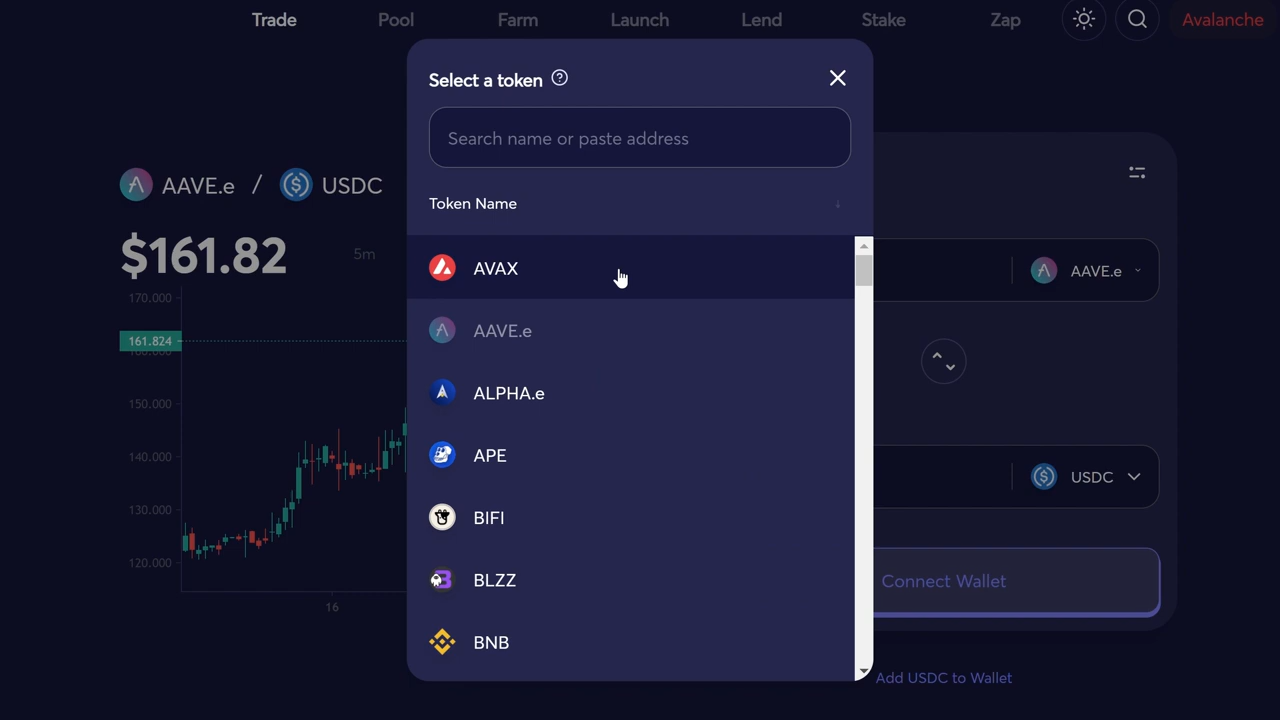 Trade Pool Farm Launch Lend Stake Zap Avalanche
Select a token
Search name or paste address
Token Name
AVAX
AAVE.e
ALPHA.e
APE
BIFI
BLZZ
BNB
AAVE.e / USDC
$161.82
5m
170.000
161.824
160.000
150.000
140.000
130.000
120.000
16
AAVE.e
USDC
Connect Wallet
Add USDC to Wallet